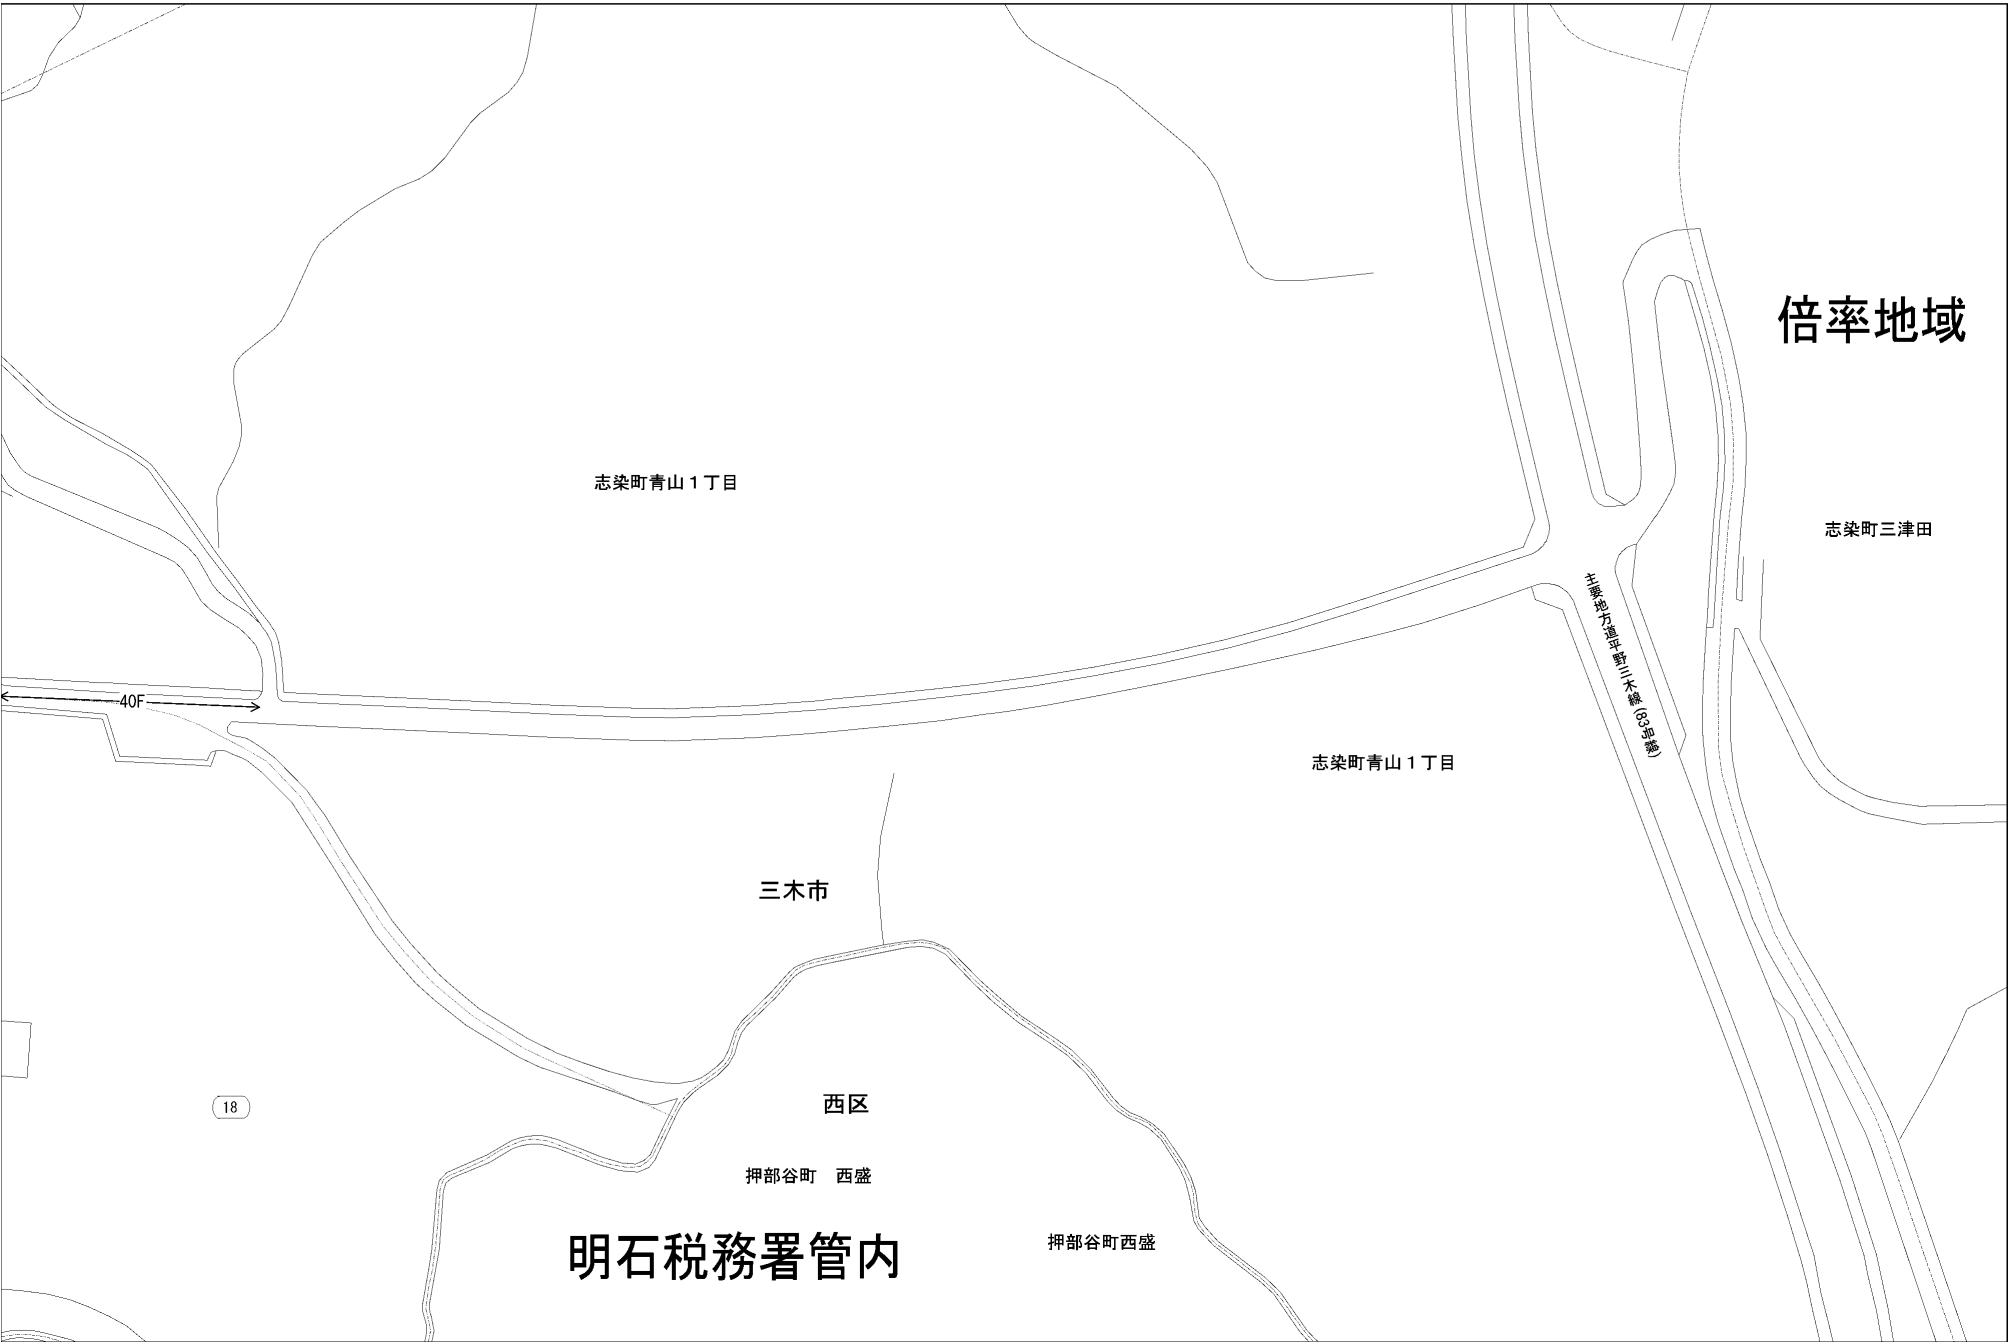 倍率地域
志染町青山１丁目
志染町三津田
主要地方道平野三木線(83号線)
40F
志染町青山１丁目
三木市
18
西区
押部谷町　西盛
押部谷町西盛
明石税務署管内